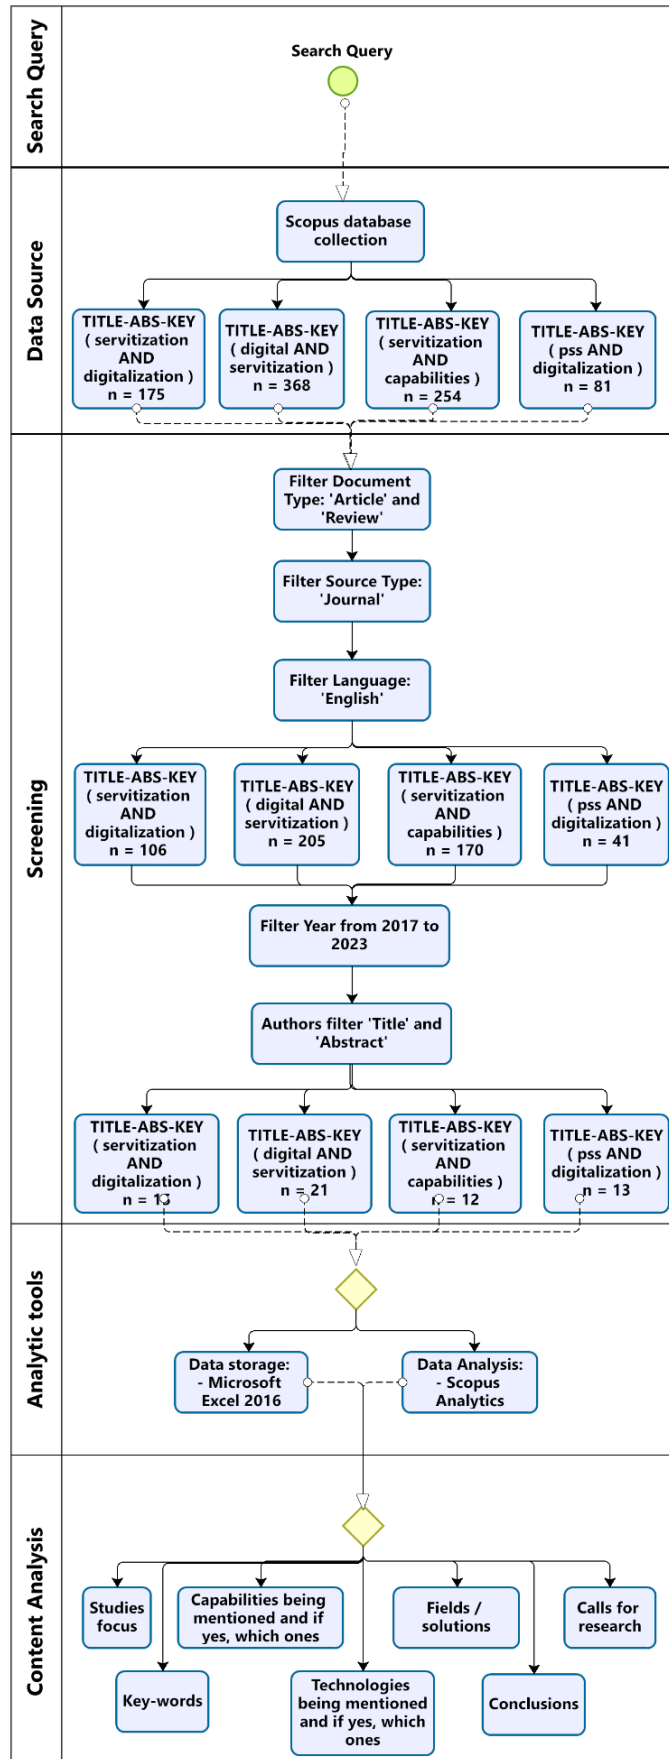 Search Query
Search Query
Data Source
Scopus database
collection
TITLE-ABS-KEY
( servitization
AND
digitalization )
n = 175
TITLE-ABS-KEY
( digital AND
servitization )
n = 368
TITLE-ABS-KEY
( servitization
AND
capabilities )
n = 254
TITLE-ABS-KEY
( pss AND
digitalization )
n = 81
Screening
Filter Document
Type: 'Article' and
'Review'
Filter Source Type:
'Journal'
Filter Language:
'English'
TITLE-ABS-KEY
( servitization
AND
digitalization )
n = 106
TITLE-ABS-KEY
( digital AND
servitization )
n = 205
TITLE-ABS-KEY
( servitization
AND
capabilities )
n = 170
TITLE-ABS-KEY
( pss AND
digitalization )
n = 41
Filter Year from 2017 to
2023
Authors filter 'Title' and
'Abstract'
TITLE-ABS-KEY
( servitization
AND
digitalization )
n =
TITLE-ABS-KEY
( digital AND
servitization )
n = 21
TITLE-ABS-KEY
( servitization
AND
capabilities )
n = 12
TITLE-ABS-KEY
( pss AND
digitalization )
n = 13
Analytic tools
Data storage:
- Microsoft
Excel 2016
Data Analysis:
- Scopus
Analytics
Content Analysis
Studies
focus
Capabilities being
mentioned and if
yes, which ones
Fields /
solutions
Calls for
research
Key-words
Technologies
being mentioned
and if yes, which
ones
Conclusions